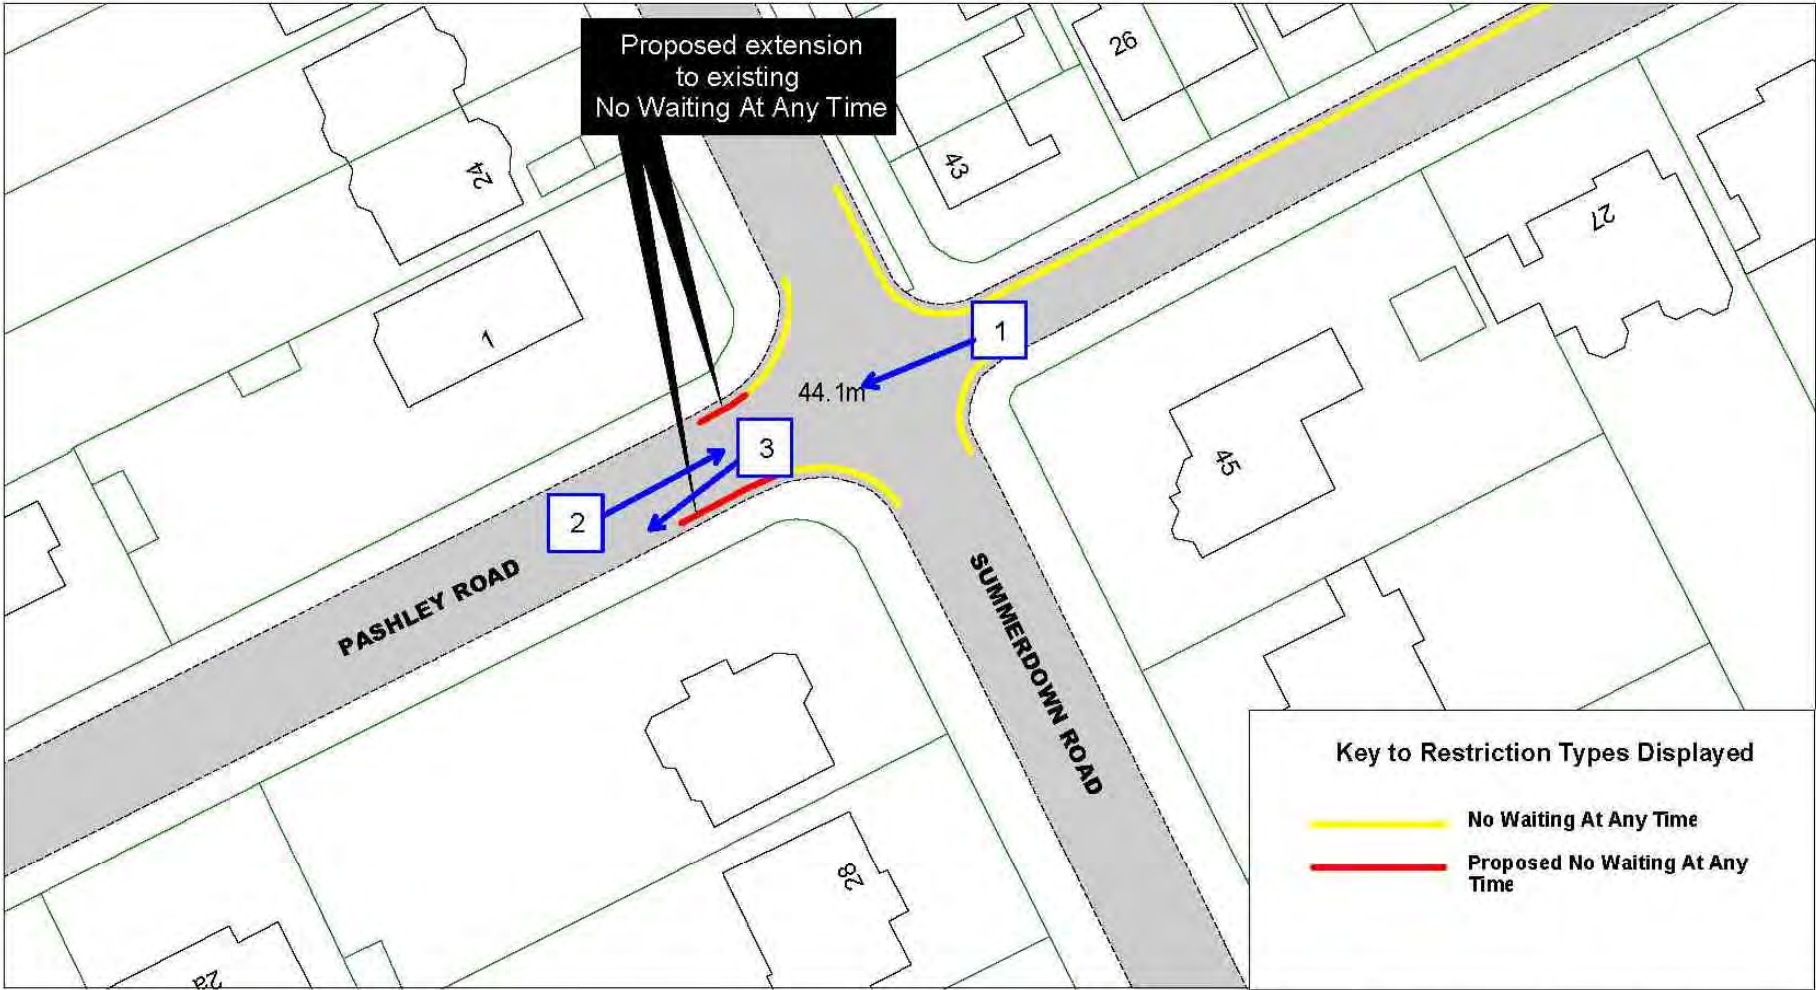 Proposed extension
to existing
No Waiting At Any Time
26
43
24
27
1
1
44.1m
3
45
2
PASHLEY ROAD
SUMMERDOWN ROAD
28
2a
Key to Restriction Types Displayed
No Waiting At Any Time
Proposed No Waiting At Any
Time